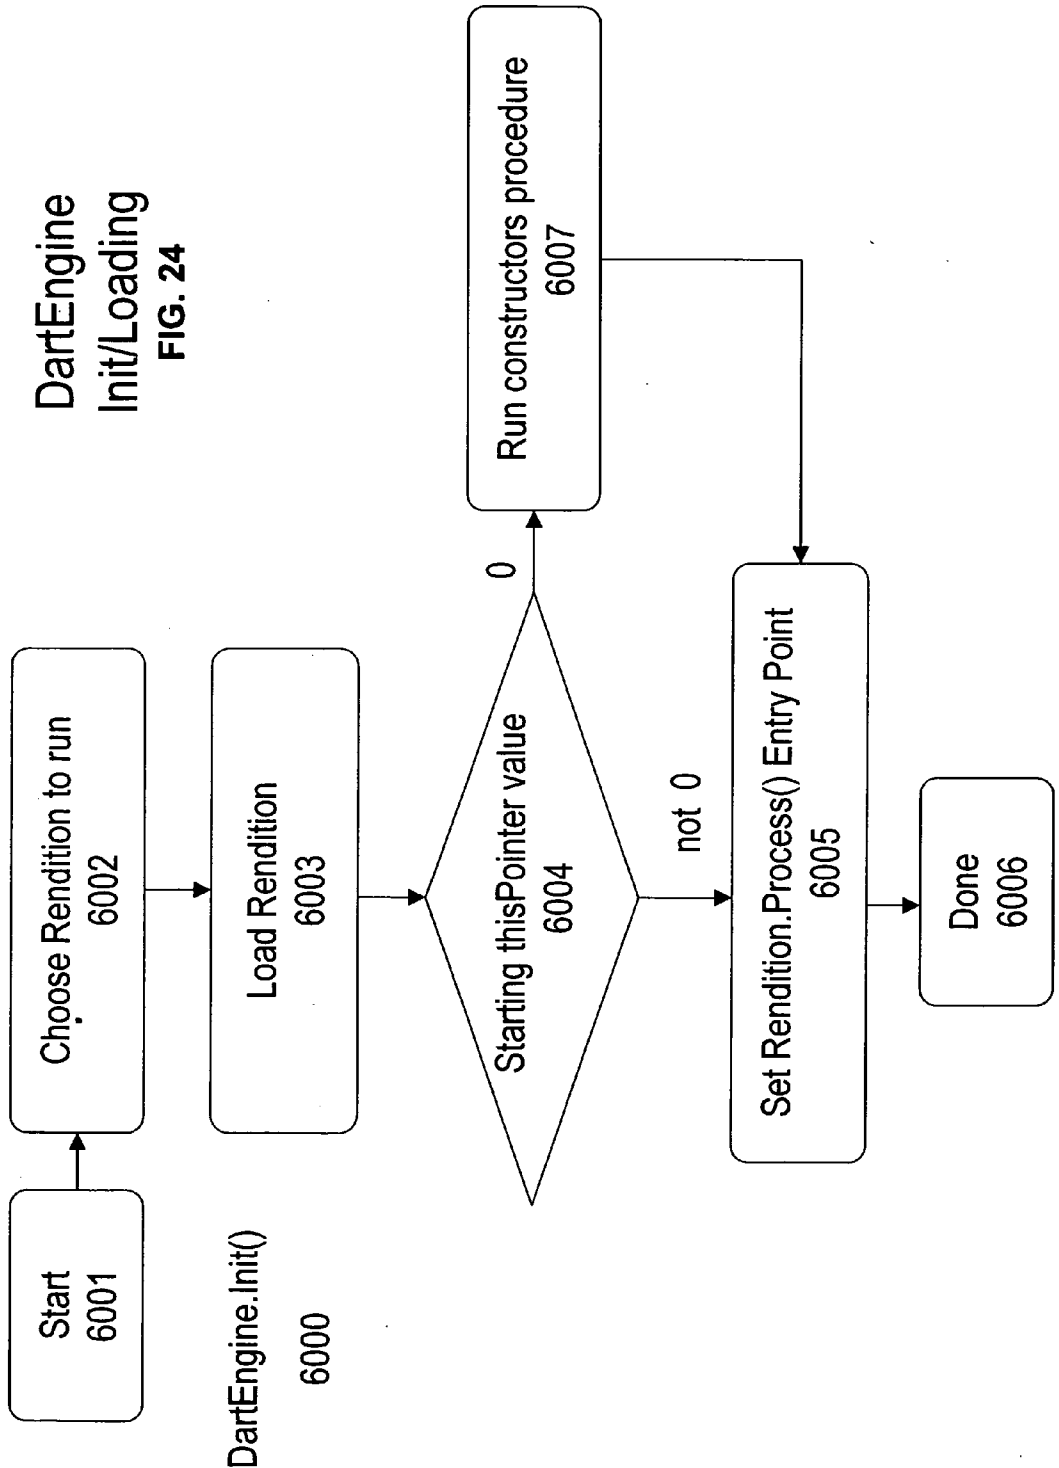 DartEngine
Init/Loading
FIG. 24
Start
6001
Choose Rendition to run
6002
DartEngine.Init()
6000
Load Rendition
6003
Starting thisPointer value
6004
0
Run constructors procedure
6007
not 0
Set Rendition.Process() Entry Point
6005
Done
6006